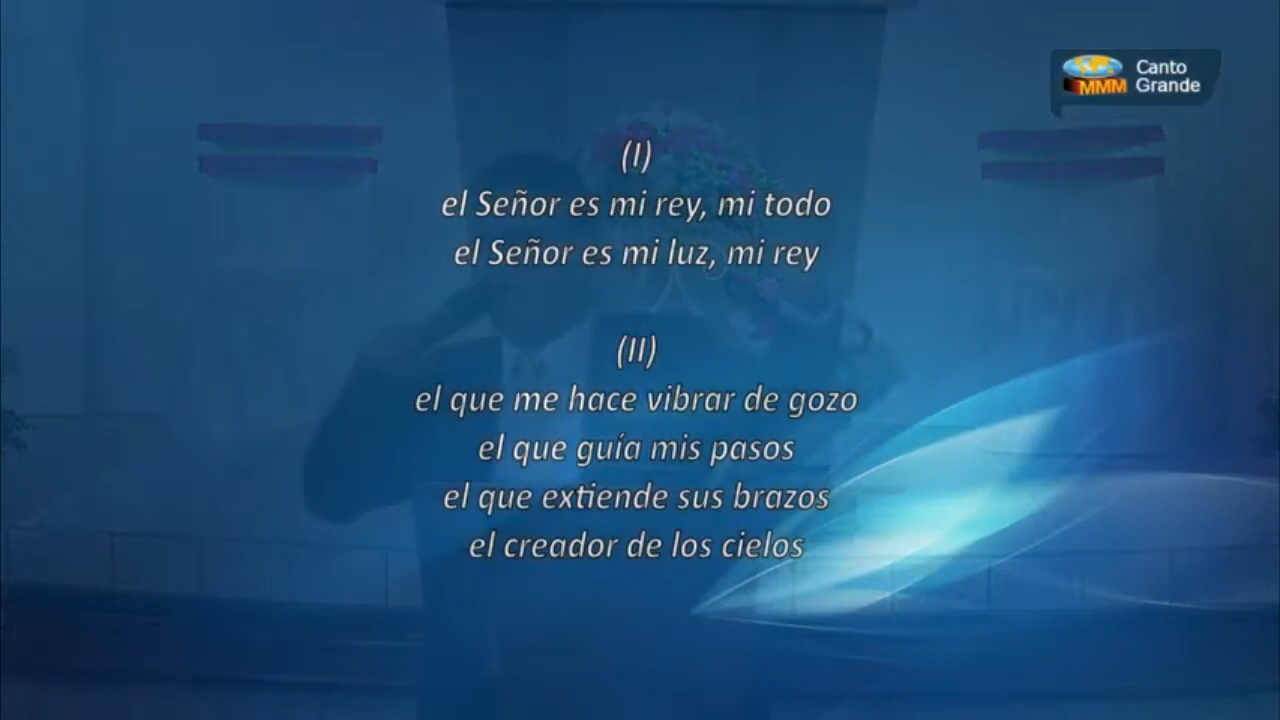 MMM
Canto
Grande
(I)
el Señor es mi rey, mi todo
el Señor es mi luz, mi rey
(II)
el que me hace vibrar de gozo
el que guía mis pasos
el que extiende sus brazos
el creador de los cielos